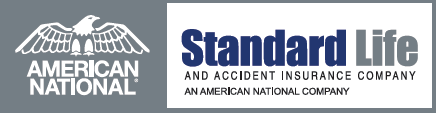 AMERICAN
NATIONAL®
Standard Life
AND ACCIDENT INSURANCE COMPANY
AN AMERICAN NATIONAL COMPANY